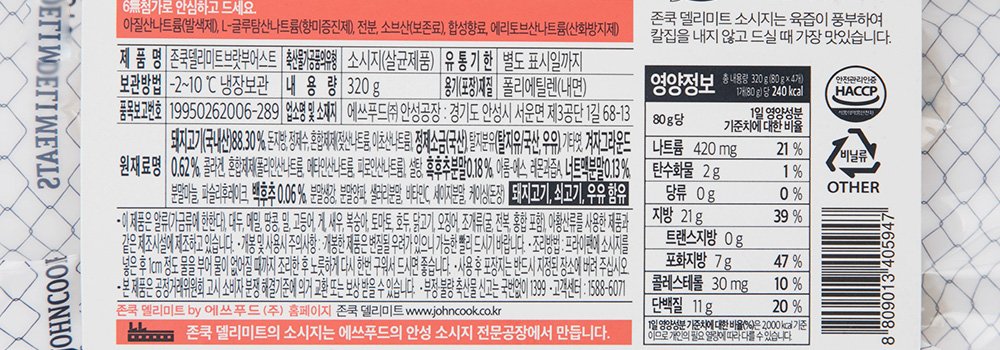 6無첨가로 안심하고 드세요.
아질산나트륨(발색제), L-글루탐산나트륨(향미증진제), 전분, 소브산(보존료), 합성향료, 에리토브산나트륨(산화방지제)
제 품 명 존쿡델리미트브랏부어스트 축산물가공품의유형 소시지(살균제품) 유 통 기 한 별도 표시일까지
보관방법 -2~10℃ 냉장보관 내 용 량 320g 용기(포장)재질 폴리에틸렌(내면)
품목보고번호 19950262006-289 업소명 및 소재지 에쓰푸드㈜ 안성공장 : 경기도 안성시 서운면 제3공단 1길 68-13
원재료명
돼지고기(국내산)88.30%, 돈지방, 정제수, 혼합제제(젖산나트륨, 아세트산나트륨), 정제소금(국산), 탈지분유(탈지유/국산, 우유), 기타엿, 겨자그라운드
0.62%, 콜라겐, 혼합제제(폴리인산나트륨, 메타인산나트륨, 피로인산나트륨), 설탕, 흑후추분말0.18%, 너트맥분말0.13%,
분말마늘, 파슬리후레이크, 백후추 0.06%, 분말생강, 분말양파, 샐러리분말, 비타민C, 세이지분말, 케이싱(돈장) 돼지고기, 쇠고기, 우유 함유
• 이 제품은 알류(가금류에 한한다), 대두, 메밀, 땅콩, 밀, 고등어, 게, 새우, 복숭아, 토마토, 호두, 닭고기, 오징어, 조개류(굴, 전복, 홍합 포함), 아황산류를 사용한 제품과
같은 제조시설에 제조하고 있습니다. • 개봉 및 사용시 주의사항 : 개봉한 제품은 변질될 우려가 있으니 가능한 빨리 드시기 바랍니다. • 조리방법 : 프라이팬에 소시지를
넣은 후 1cm 정도 물을 부어 물이 없어질 때까지 조리한 후 노릇하게 다시 한번 구워서 드시면 좋습니다. • 사용 후 포장지는 반드시 지정된 장소에 버려 주십시오.
• 본 제품은 공정거래위원회 고시 소비자 분쟁 해결기준에 의거 교환 또는 보상 받을 수 있습니다. • 부정·불량 축산물 신고는 국번없이 1399 • 고객센터 : 1588-6071
존쿡 델리미트 by 에쓰푸드 (주) 홈페이지 존쿡 델리미트 www.johncook.co.kr
존쿡 델리미트의 소시지는 에쓰푸드의 안성 소시지 전문공장에서 만듭니다.
존쿡 델리미트 소시지는 육즙이 풍부하여
칼집을 내지 않고 드실 때 가장 맛있습니다.
영양정보 총 내용량 320g (80g x 4개)
1개(80g) 당 240 kcal
80g당 1일 영양성분
기준치에 대한 비율
나트륨 420 mg 21 %
탄수화물 2 g 1 %
당류 0 g 0 %
지방 21 g 39 %
트랜스지방 0 g
포화지방 7 g 47 %
콜레스테롤 30 mg 10 %
단백질 11 g 20 %
1일 영양성분 기준치에 대한 비율(%)은 2,000 kcal 기준
이므로 개인의 필요 열량에 따라 다를 수 있습니다.
안전관리인증
HACCP
비닐류
OTHER
8 809013 405947
DELIMEATS
JOHNCOOK